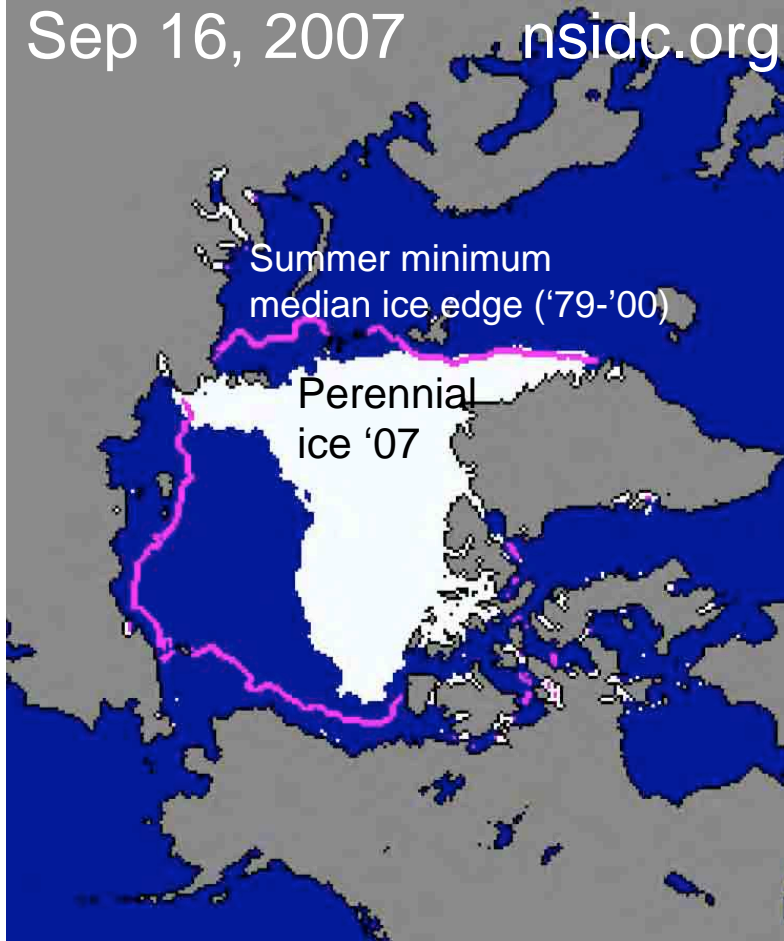 Sep 16, 2007 nsidc.org
Summer minimum
median ice edge (‘79-’00)
Perennial
ice ‘07